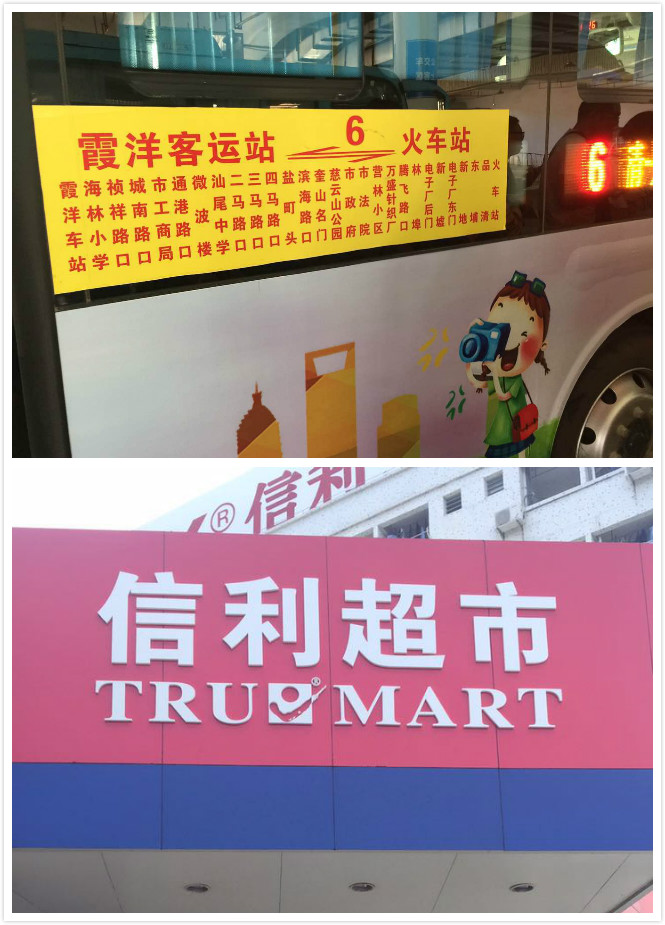 霞洋客运站 6 火车站
霞洋车站
海林小学
祯祥路口
城南路口
市工商局
通港路口
微波楼
汕尾中学
二马路口
三马路口
四马路口
盐町头
滨海路口
奎山名门
慈云山公园
市政府
市法院
营林小区
万盛针织厂
腾飞路口
林埠
电子厂后门
新墟
电子厂东门
新地
东埔
品清
火车站
6
® 信利
信利超市
TRU®MART